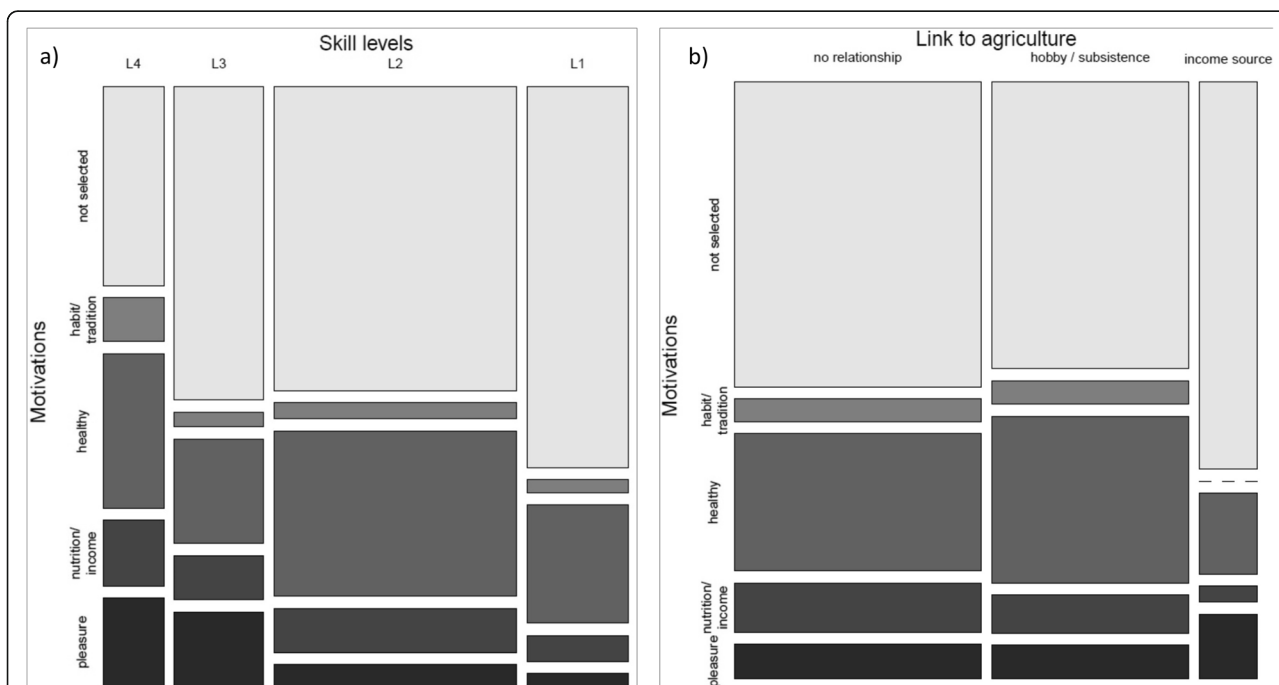 a)
Skill levels
L4
L3
L2
L1
Motivations
not selected
habit/
tradition
healthy
nutrition/
income
pleasure
b)
Link to agriculture
no relationship
hobby / subsistence
income source
Motivations
not selected
habit/
tradition
healthy
nutrition/
income
pleasure